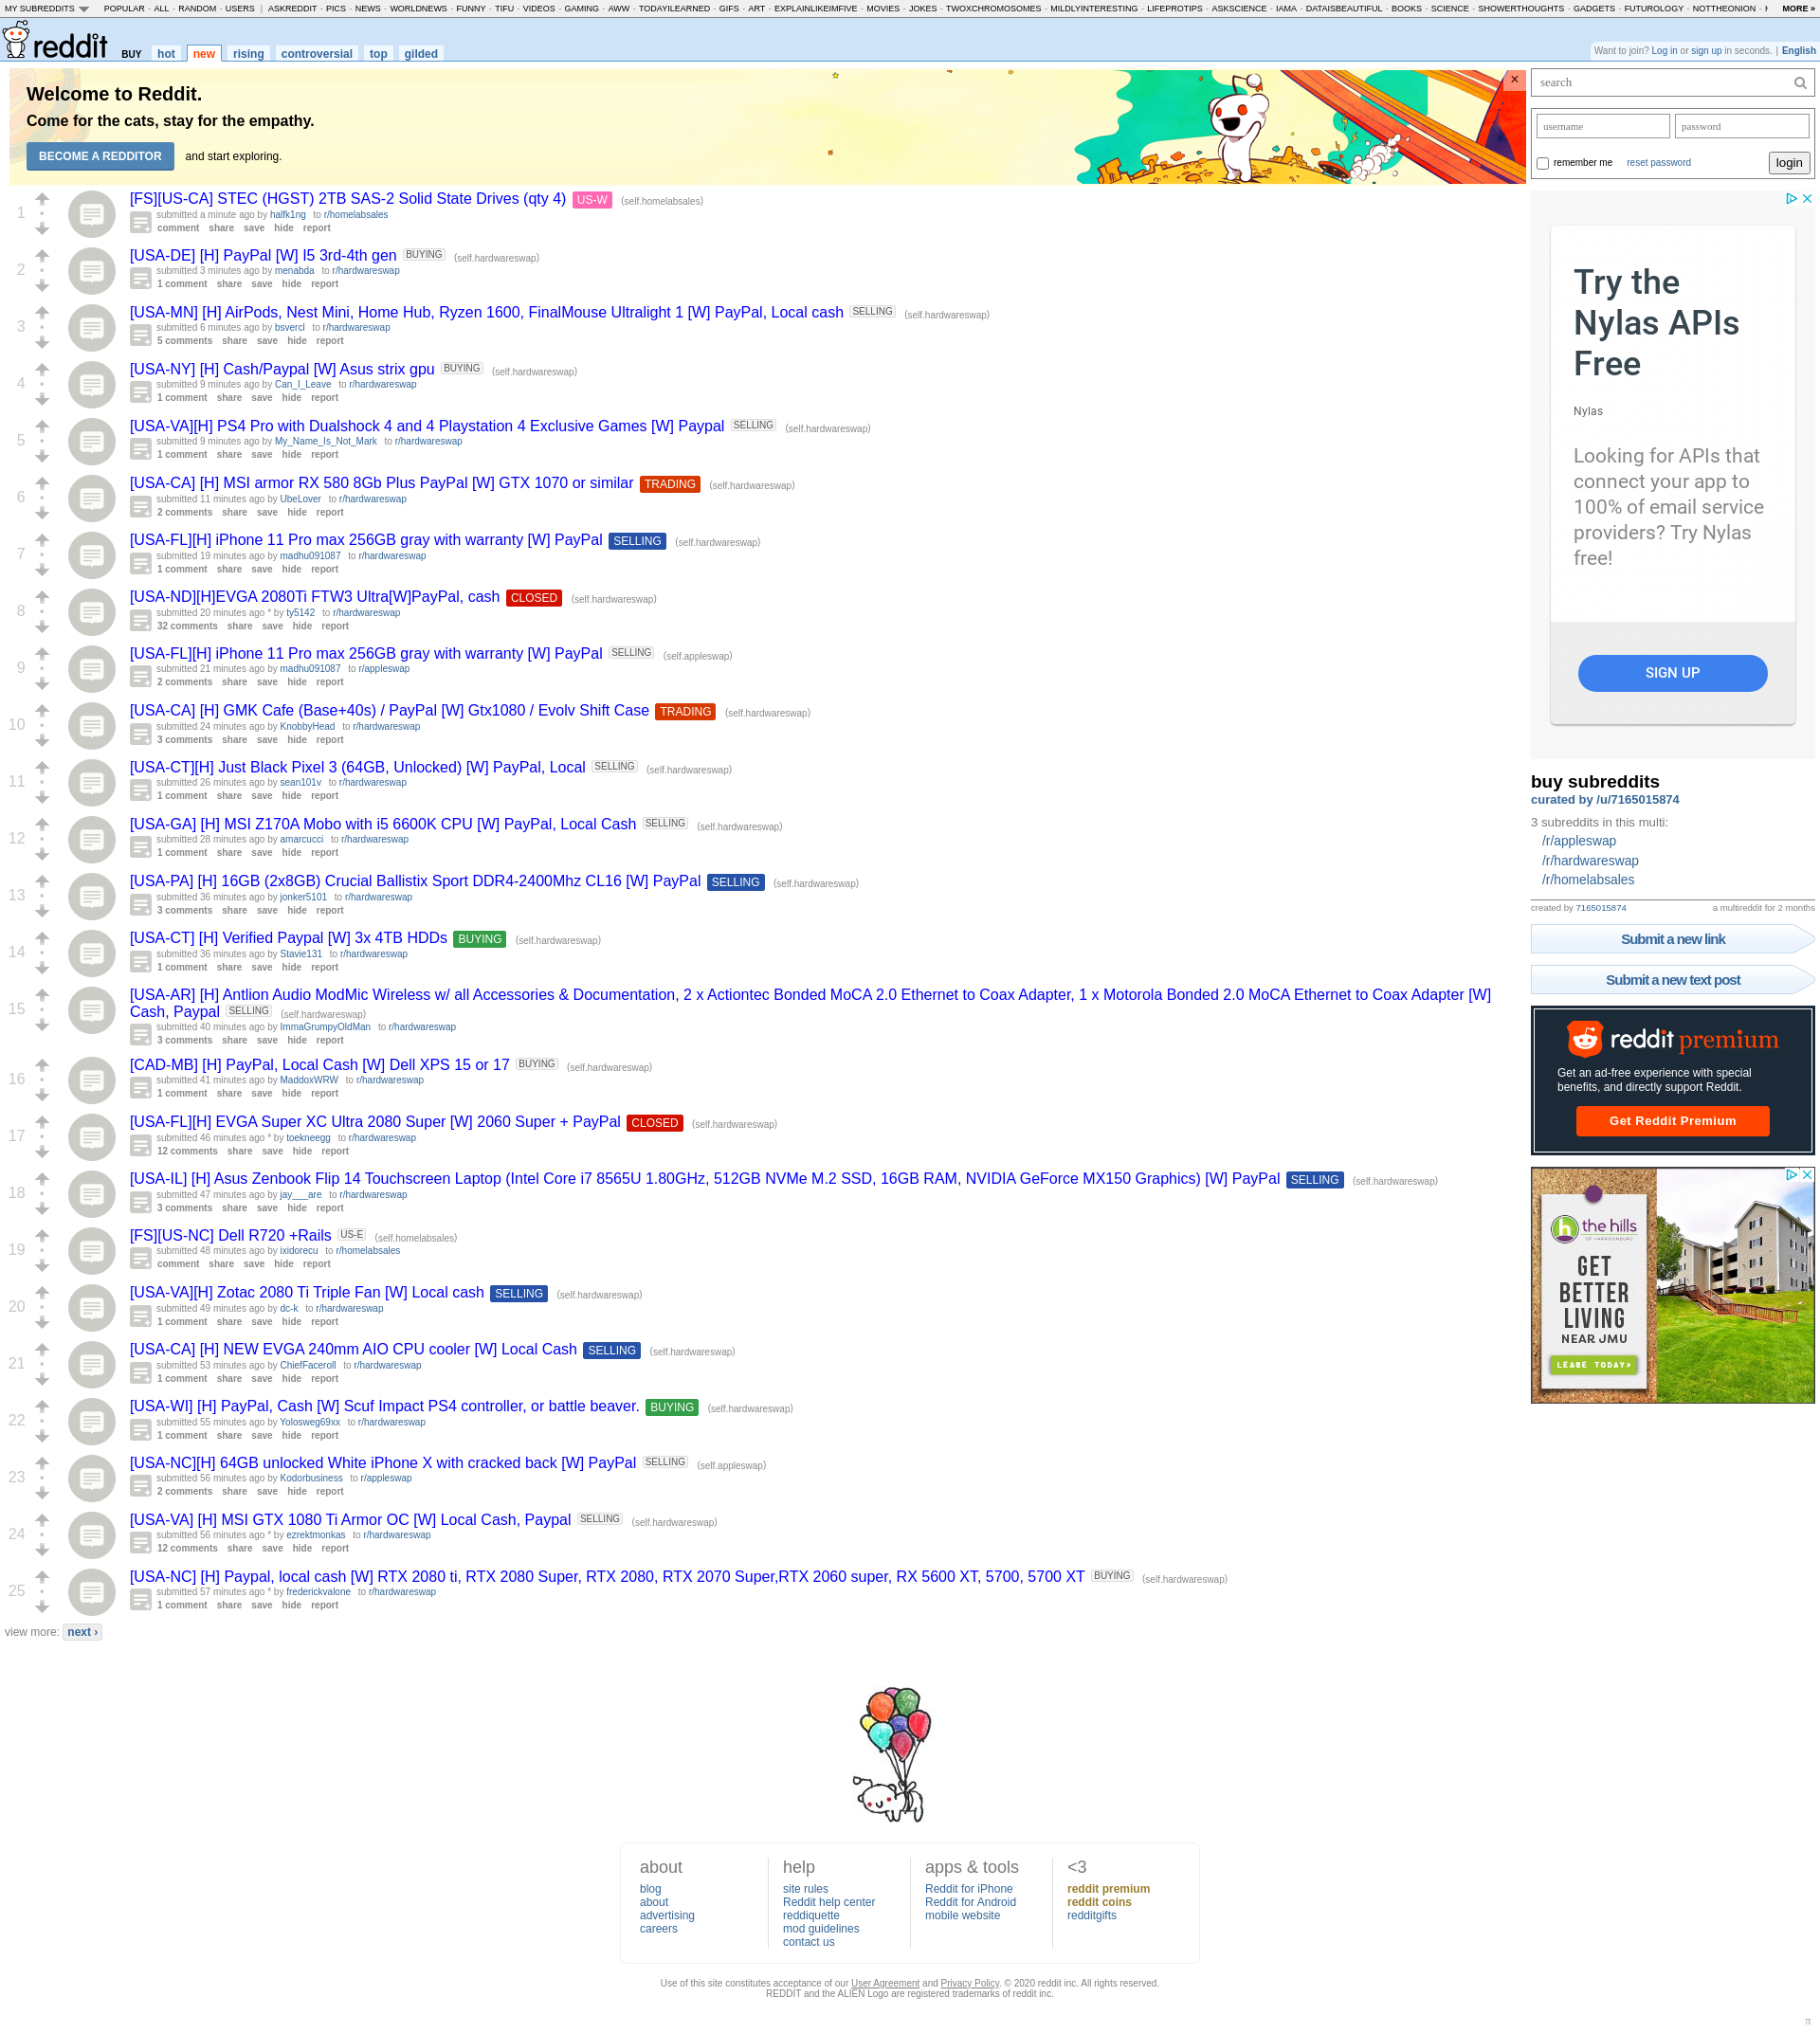 MY SUBREDDITS POPULAR - ALL - RANDOM - USERS | ASKREDDIT - PICS - NEWS - WORLDNEWS - FUNNY - TIFU - VIDEOS - GAMING - AWW - TODAYILEARNED - GIFS - ART - EXPLAINLIKEIMFIVE - MOVIES - JOKES - TWOXCHROMOSOMES - MILDLYINTERESTING - LIFEPROTIPS - ASKSCIENCE - IAMA - DATAISBEAUTIFUL - BOOKS - SCIENCE - SHOWERTHOUGHTS - GADGETS - FUTUROLOGY - NOTTHEONION - MORE »
reddit BUY hot new rising controversial top gilded
Want to join? Log in or sign up in seconds. | English
Welcome to Reddit.
Come for the cats, stay for the empathy.
BECOME A REDDITOR and start exploring.
×
1
[FS][US-CA] STEC (HGST) 2TB SAS-2 Solid State Drives (qty 4) US-W (self.homelabsales)
submitted a minute ago by halfk1ng to r/homelabsales
comment share save hide report
2
[USA-DE] [H] PayPal [W] I5 3rd-4th gen BUYING (self.hardwareswap)
submitted 3 minutes ago by menabda to r/hardwareswap
1 comment share save hide report
3
[USA-MN] [H] AirPods, Nest Mini, Home Hub, Ryzen 1600, FinalMouse Ultralight 1 [W] PayPal, Local cash SELLING (self.hardwareswap)
submitted 6 minutes ago by bsvercl to r/hardwareswap
5 comments share save hide report
4
[USA-NY] [H] Cash/Paypal [W] Asus strix gpu BUYING (self.hardwareswap)
submitted 9 minutes ago by Can_I_Leave to r/hardwareswap
1 comment share save hide report
5
[USA-VA][H] PS4 Pro with Dualshock 4 and 4 Playstation 4 Exclusive Games [W] Paypal SELLING (self.hardwareswap)
submitted 9 minutes ago by My_Name_Is_Not_Mark to r/hardwareswap
1 comment share save hide report
6
[USA-CA] [H] MSI armor RX 580 8Gb Plus PayPal [W] GTX 1070 or similar TRADING (self.hardwareswap)
submitted 11 minutes ago by UbeLover to r/hardwareswap
2 comments share save hide report
7
[USA-FL][H] iPhone 11 Pro max 256GB gray with warranty [W] PayPal SELLING (self.hardwareswap)
submitted 19 minutes ago by madhu091087 to r/hardwareswap
1 comment share save hide report
8
[USA-ND][H]EVGA 2080Ti FTW3 Ultra[W]PayPal, cash CLOSED (self.hardwareswap)
submitted 20 minutes ago * by ty5142 to r/hardwareswap
32 comments share save hide report
9
[USA-FL][H] iPhone 11 Pro max 256GB gray with warranty [W] PayPal SELLING (self.appleswap)
submitted 21 minutes ago by madhu091087 to r/appleswap
2 comments share save hide report
10
[USA-CA] [H] GMK Cafe (Base+40s) / PayPal [W] Gtx1080 / Evolv Shift Case TRADING (self.hardwareswap)
submitted 24 minutes ago by KnobbyHead to r/hardwareswap
3 comments share save hide report
11
[USA-CT][H] Just Black Pixel 3 (64GB, Unlocked) [W] PayPal, Local SELLING (self.hardwareswap)
submitted 26 minutes ago by sean101v to r/hardwareswap
1 comment share save hide report
12
[USA-GA] [H] MSI Z170A Mobo with i5 6600K CPU [W] PayPal, Local Cash SELLING (self.hardwareswap)
submitted 28 minutes ago by amarcucci to r/hardwareswap
1 comment share save hide report
13
[USA-PA] [H] 16GB (2x8GB) Crucial Ballistix Sport DDR4-2400Mhz CL16 [W] PayPal SELLING (self.hardwareswap)
submitted 36 minutes ago by jonker5101 to r/hardwareswap
3 comments share save hide report
14
[USA-CT] [H] Verified Paypal [W] 3x 4TB HDDs BUYING (self.hardwareswap)
submitted 36 minutes ago by Stavie131 to r/hardwareswap
1 comment share save hide report
15
[USA-AR] [H] Antlion Audio ModMic Wireless w/ all Accessories & Documentation, 2 x Actiontec Bonded MoCA 2.0 Ethernet to Coax Adapter, 1 x Motorola Bonded 2.0 MoCA Ethernet to Coax Adapter [W]
Cash, Paypal SELLING (self.hardwareswap)
submitted 40 minutes ago by ImmaGrumpyOldMan to r/hardwareswap
3 comments share save hide report
16
[CAD-MB] [H] PayPal, Local Cash [W] Dell XPS 15 or 17 BUYING (self.hardwareswap)
submitted 41 minutes ago by MaddoxWRW to r/hardwareswap
1 comment share save hide report
17
[USA-FL][H] EVGA Super XC Ultra 2080 Super [W] 2060 Super + PayPal CLOSED (self.hardwareswap)
submitted 46 minutes ago * by toekneegg to r/hardwareswap
12 comments share save hide report
18
[USA-IL] [H] Asus Zenbook Flip 14 Touchscreen Laptop (Intel Core i7 8565U 1.80GHz, 512GB NVMe M.2 SSD, 16GB RAM, NVIDIA GeForce MX150 Graphics) [W] PayPal SELLING (self.hardwareswap)
submitted 47 minutes ago by jay___are to r/hardwareswap
3 comments share save hide report
19
[FS][US-NC] Dell R720 +Rails US-E (self.homelabsales)
submitted 48 minutes ago by ixidorecu to r/homelabsales
comment share save hide report
20
[USA-VA][H] Zotac 2080 Ti Triple Fan [W] Local cash SELLING (self.hardwareswap)
submitted 49 minutes ago by dc-k to r/hardwareswap
1 comment share save hide report
21
[USA-CA] [H] NEW EVGA 240mm AIO CPU cooler [W] Local Cash SELLING (self.hardwareswap)
submitted 53 minutes ago by ChiefFaceroll to r/hardwareswap
1 comment share save hide report
22
[USA-WI] [H] PayPal, Cash [W] Scuf Impact PS4 controller, or battle beaver. BUYING (self.hardwareswap)
submitted 55 minutes ago by Yolosweg69xx to r/hardwareswap
1 comment share save hide report
23
[USA-NC][H] 64GB unlocked White iPhone X with cracked back [W] PayPal SELLING (self.appleswap)
submitted 56 minutes ago by Kodorbusiness to r/appleswap
2 comments share save hide report
24
[USA-VA] [H] MSI GTX 1080 Ti Armor OC [W] Local Cash, Paypal SELLING (self.hardwareswap)
submitted 56 minutes ago * by ezrektmonkas to r/hardwareswap
12 comments share save hide report
25
[USA-NC] [H] Paypal, local cash [W] RTX 2080 ti, RTX 2080 Super, RTX 2080, RTX 2070 Super,RTX 2060 super, RX 5600 XT, 5700, 5700 XT BUYING (self.hardwareswap)
submitted 57 minutes ago * by frederickvalone to r/hardwareswap
1 comment share save hide report
view more: next ›
search
username password
remember me reset password login
Try the
Nylas APIs
Free
Nylas
Looking for APIs that
connect your app to
100% of email service
providers? Try Nylas
free!
SIGN UP
buy subreddits
curated by /u/7165015874
3 subreddits in this multi:
/r/appleswap
/r/hardwareswap
/r/homelabsales
created by 7165015874 a multireddit for 2 months
Submit a new link
Submit a new text post
reddit premium
Get an ad-free experience with special
benefits, and directly support Reddit.
Get Reddit Premium
h the hills
OF HARRISONBURG
GET
BETTER
LIVING
NEAR JMU
LEASE TODAY>
about
blog
about
advertising
careers
help
site rules
Reddit help center
reddiquette
mod guidelines
contact us
apps & tools
Reddit for iPhone
Reddit for Android
mobile website
<3
reddit premium
reddit coins
redditgifts
Use of this site constitutes acceptance of our User Agreement and Privacy Policy. © 2020 reddit inc. All rights reserved.
REDDIT and the ALIEN Logo are registered trademarks of reddit inc.
π